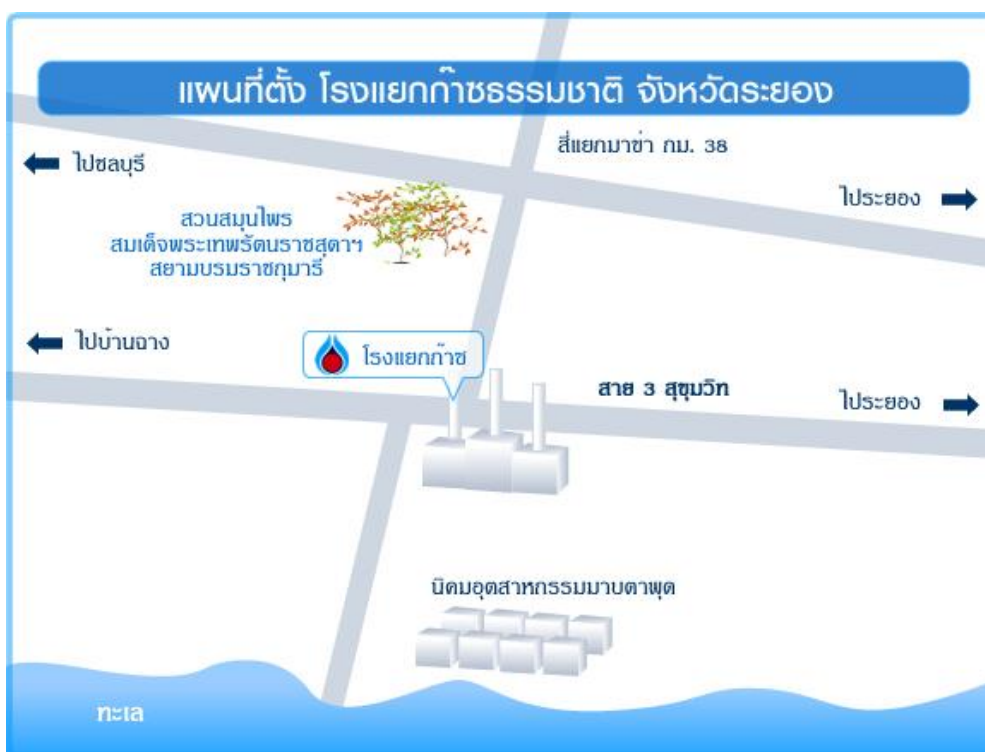 แผนที่ตั้ง โรงแยกก๊าซธรรมชาติ จังหวัดระยอง
สี่แยกมาบข่า กม. 38
ไปชลบุรี
ไประยอง
สวนสมุนไพร
สมเด็จพระเทพรัตนราชสุดาฯ
สยามบรมราชกุมารี
ไปบ้านฉาง
โรงแยกก๊าซ
สาย 3 สุขุมวิท
ไประยอง
นิคมอุตสาหกรรมมาบตาพุด
ทะเล